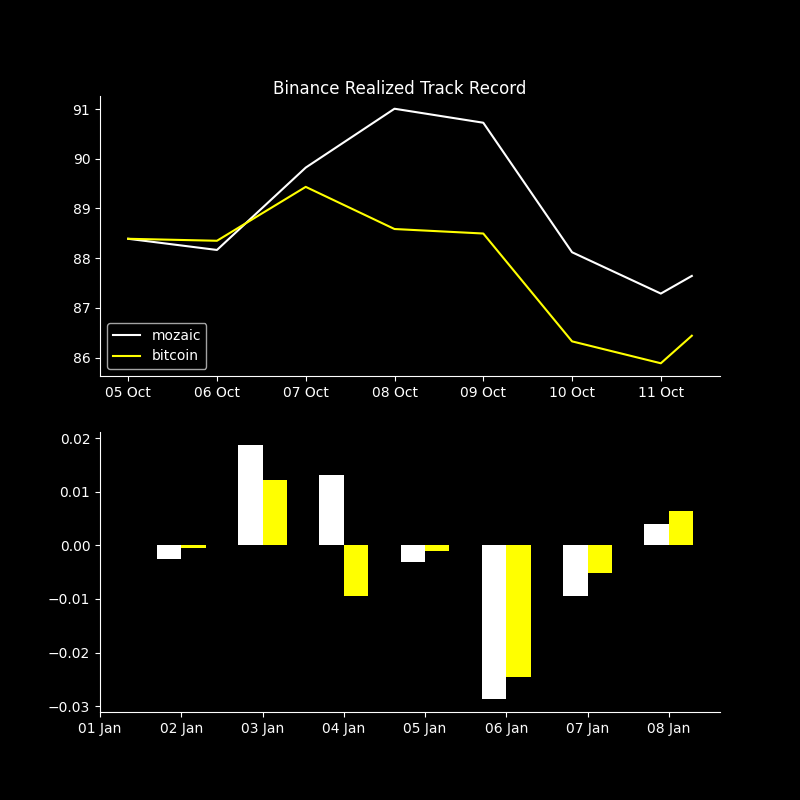 Binance Realized Track Record
91
90
89
88
87
86
mozaic
bitcoin
05 Oct 06 Oct 07 Oct 08 Oct 09 Oct 10 Oct 11 Oct
0.02
0.01
0.00
−0.01
−0.02
−0.03
01 Jan 02 Jan 03 Jan 04 Jan 05 Jan 06 Jan 07 Jan 08 Jan